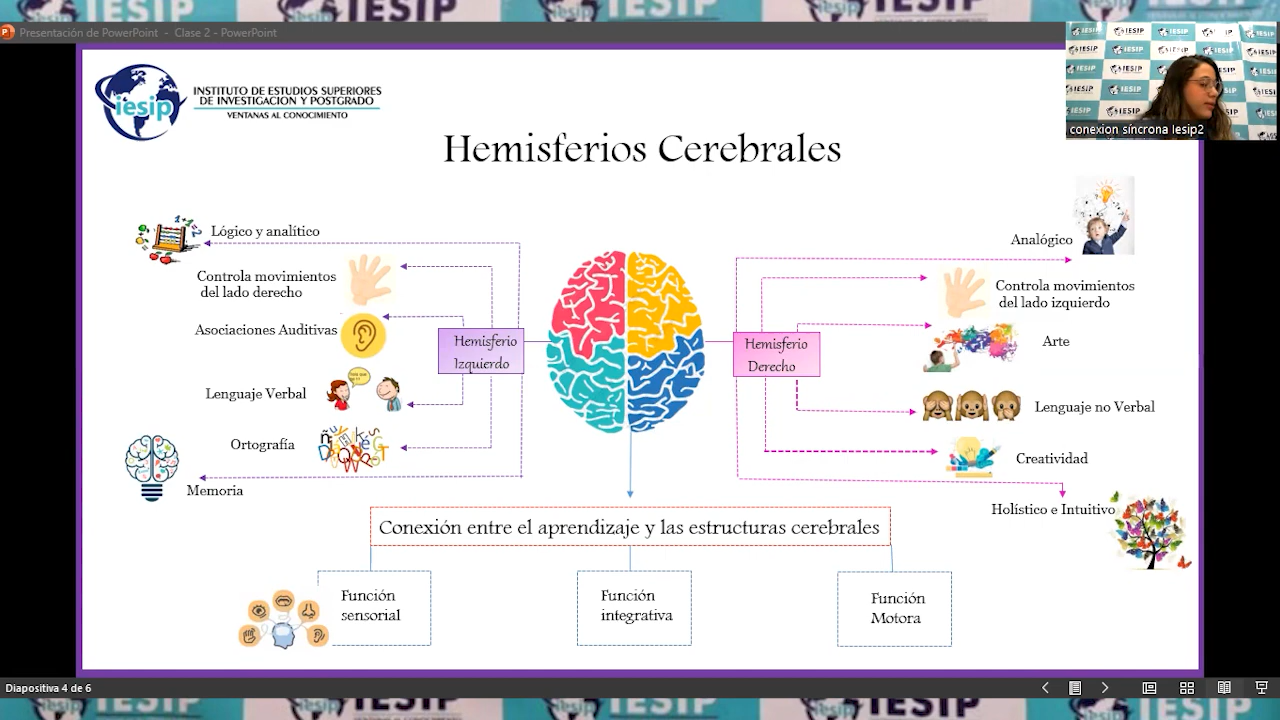 Presentación de PowerPoint - Clase 2 - PowerPoint
iesip
INSTITUTO DE ESTUDIOS SUPERIORES
DE INVESTIGACION Y POSTGRADO
VENTANAS AL CONOCIMIENTO
conexion síncrona Iesip2
Hemisferios Cerebrales
Lógico y analítico
Controla movimientos
del lado derecho
Asociaciones Auditivas
Lenguaje Verbal
Ortografía
Memoria
Hemisferio
Izquierdo
Hemisferio
Derecho
Analógico
Controla movimientos
del lado izquierdo
Arte
Lenguaje no Verbal
Creatividad
Holístico e Intuitivo
Conexión entre el aprendizaje y las estructuras cerebrales
Función
sensorial
Función
integrativa
Función
Motora
Diapositiva 4 de 6